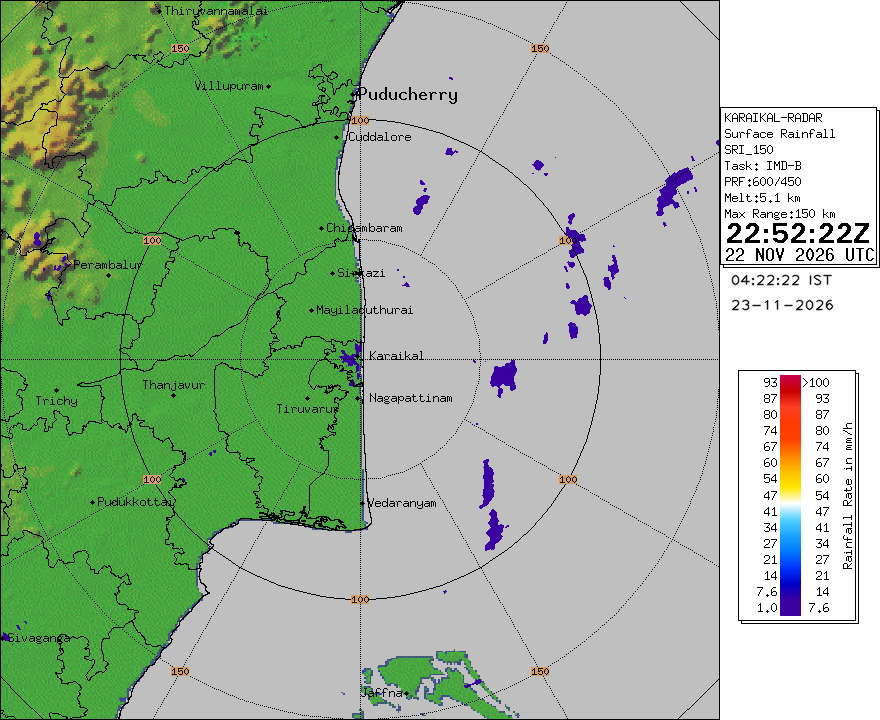 Thiruvannamalai
150
150
Villupuram
Puducherry
100
Cuddalore
KARAIKAL-RADAR
Surface Rainfall
SRI_150
Task: IMD-B
PRF:600/450
Melt:5.1 km
Max Range:150 km
22:52:22Z
22 NOV 2026 UTC
04:22:22 IST
23-11-2026
Chidambaram
100
Perambalur
Sirkazi
Mayiladuthurai
Karaikal
Thanjavur
Trichy
Tiruvarur
Nagapattinam
93 >100
87 93
80 87
74 80
67 74
60 67
54 60
47 54
41 47
34 41
27 34
21 27
14 21
7.6 14
1.0 7.6
Rainfall Rate in mm/h
100
100
Pudukkottai
Vedaranyam
100
Sivaganga
150
150
Jaffna